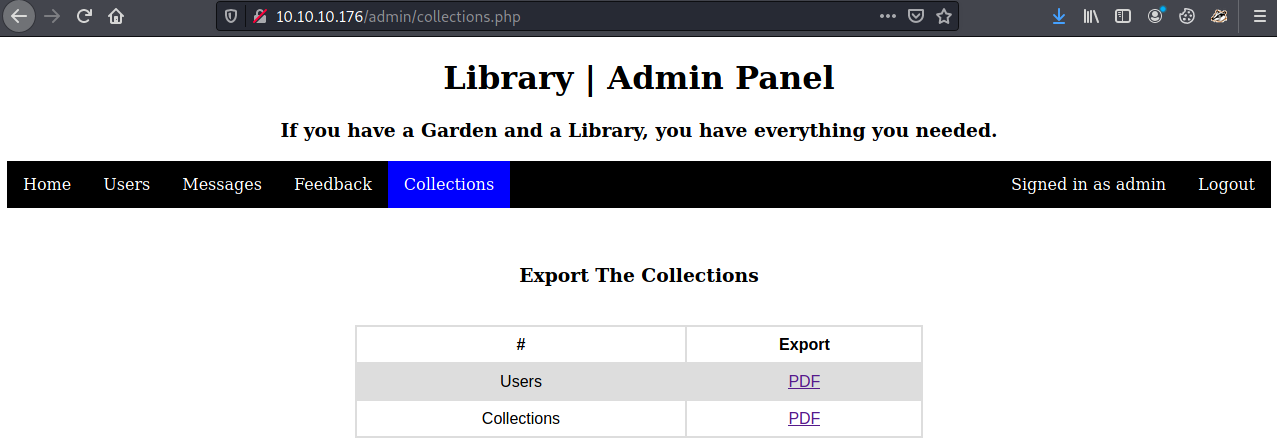 10.10.10.176/admin/collections.php
Library | Admin Panel
If you have a Garden and a Library, you have everything you needed.
Home Users Messages Feedback Collections Signed in as admin Logout
Export The Collections
# Export
Users PDF
Collections PDF